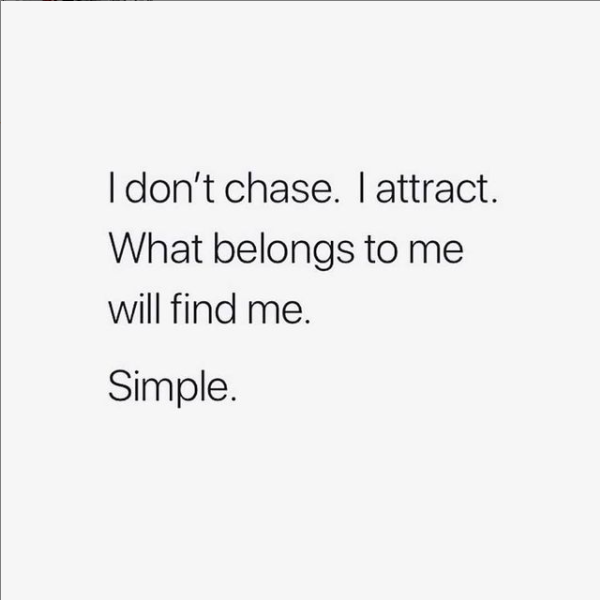 I don't chase. I attract.
What belongs to me
will find me.
Simple.